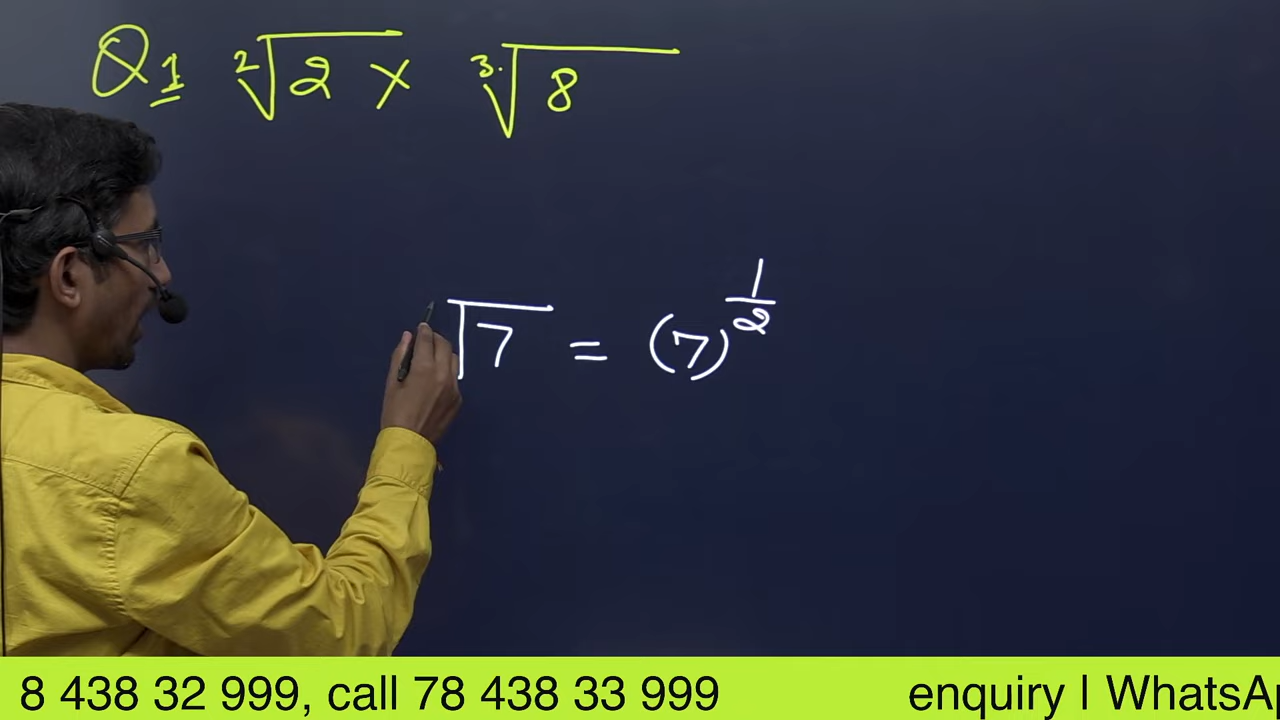 Q1 ²√2 × ³√8
√7 = (7)^(1/2)
8 438 32 999, call 78 438 33 999 enquiry I WhatsA